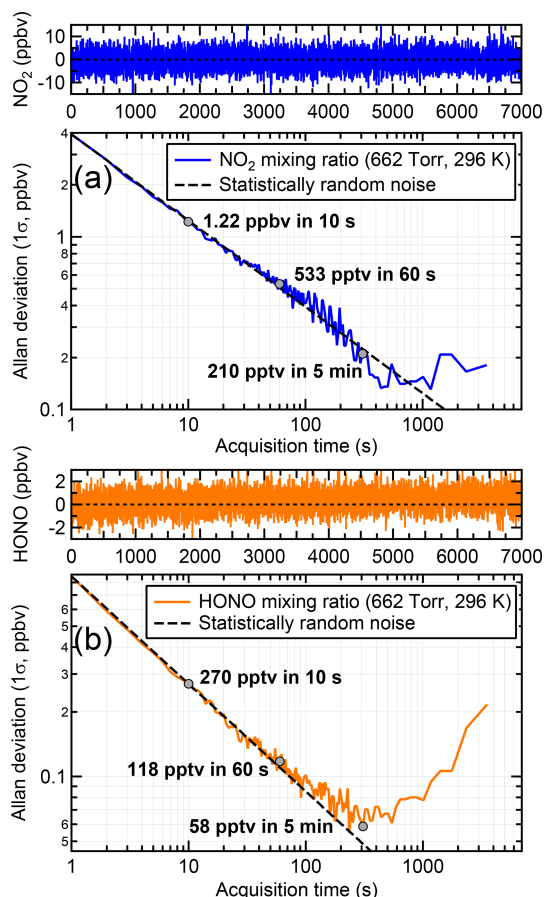 NO₂ (ppbv)
10
0
-10
0 1000 2000 3000 4000 5000 6000 7000
Allan deviation (1σ, ppbv)
4
2
1
8
6
4
2
0.1
(a)
NO₂ mixing ratio (662 Torr, 296 K)
Statistically random noise
1.22 ppbv in 10 s
533 pptv in 60 s
210 pptv in 5 min
1 10 100 1000
Acquisition time (s)
HONO (ppbv)
2
0
-2
0 1000 2000 3000 4000 5000 6000 7000
Allan deviation (1σ, ppbv)
6
4
3
2
0.1
8
6
5
(b)
HONO mixing ratio (662 Torr, 296 K)
Statistically random noise
270 pptv in 10 s
118 pptv in 60 s
58 pptv in 5 min
1 10 100 1000
Acquisition time (s)